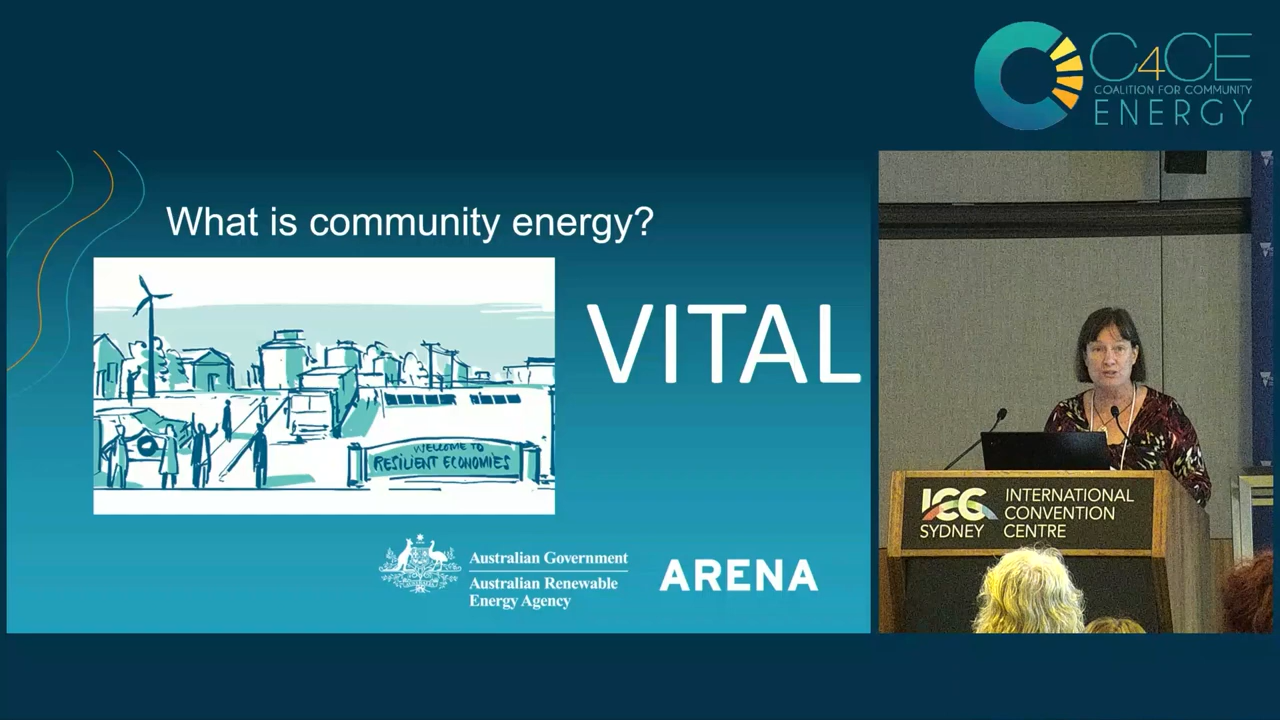 C4CE
COALITION FOR COMMUNITY
ENERGY
What is community energy?
VITAL
WELCOME TO
RESILIENT ECONOMIES
Australian Government
Australian Renewable
Energy Agency
ARENA
ICC
SYDNEY
INTERNATIONAL
CONVENTION
CENTRE